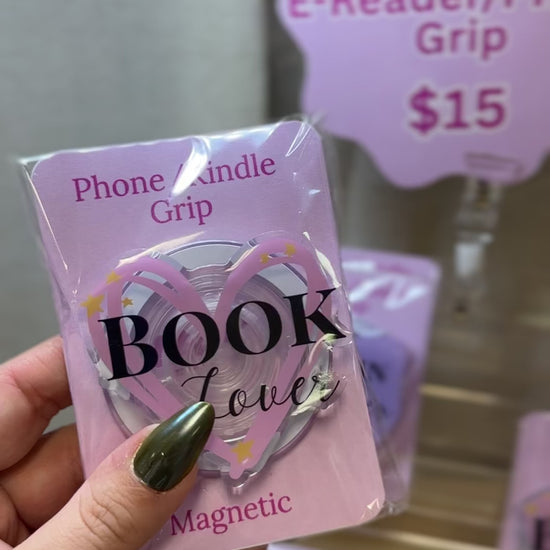 Grip
$15
Phone / Kindle
Grip
BOOK
Lover
Magnetic